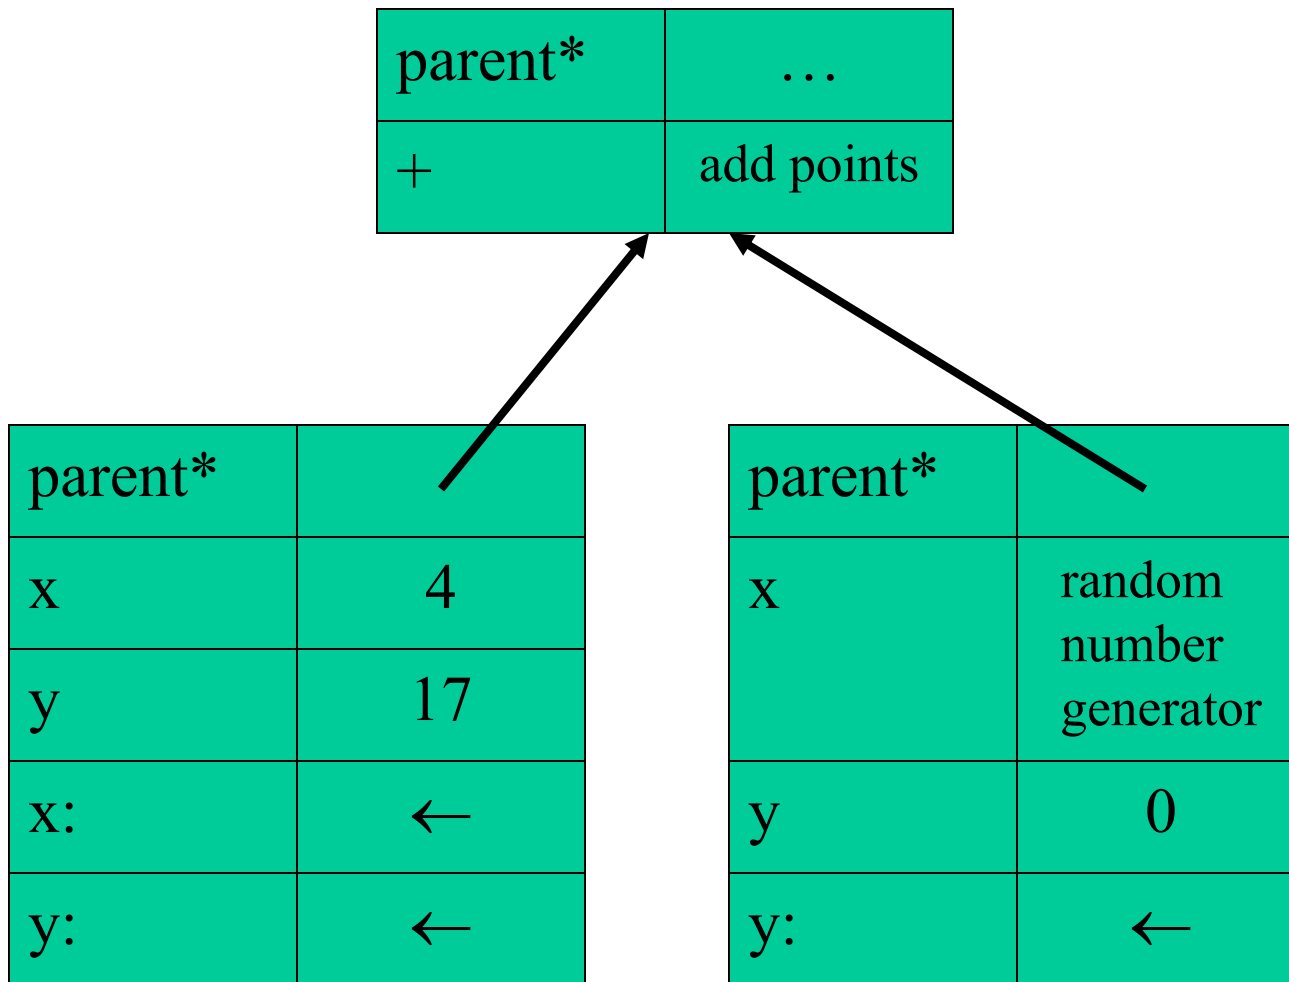 parent* …
+ add points
parent*
x 4
y 17
x: ←
y: ←
parent*
x random
number
generator
y 0
y: ←